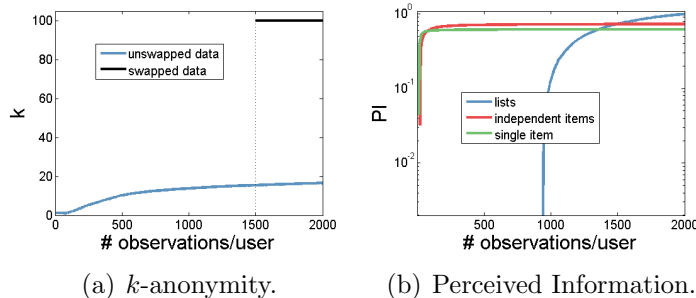 100
80
60
40
20
0
k
unswapped data
swapped data
0 500 1000 1500 2000
# observations/user
(a) k-anonymity.
10^0
10^-1
10^-2
PI
lists
independent items
single item
500 1000 1500 2000
# observations/user
(b) Perceived Information.